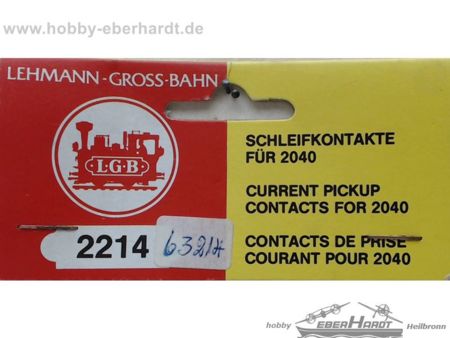 www.hobby-eberhardt.de
LEHMANN-GROSS-BAHN
L·G·B
2214
SCHLEIFKONTAKTE
FÜR 2040
CURRENT PICKUP
CONTACTS FOR 2040
CONTACTS DE PRISE
COURANT POUR 2040
hobby EBERHARDT Heilbronn